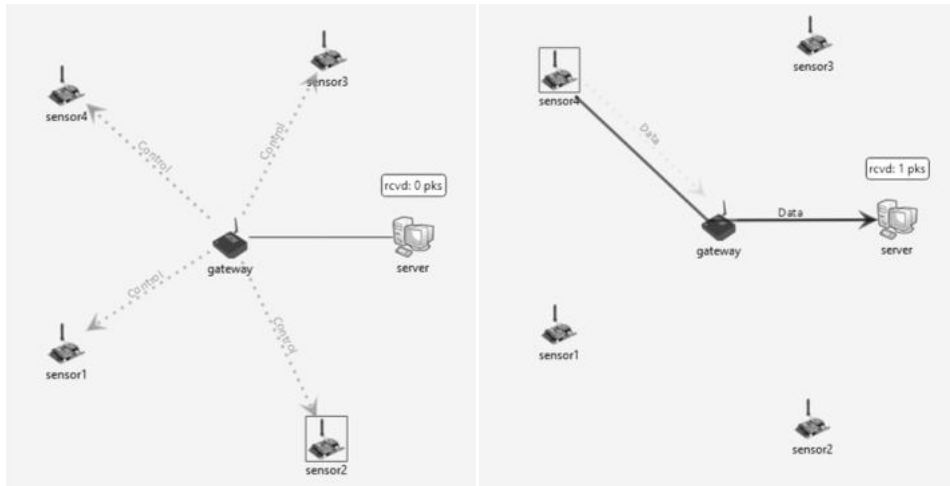 sensor3
sensor4
Control
Control
rcvd: 0 pks
gateway
server
Control
sensor1
Control
sensor2
sensor3
sensor4
Data
rcvd: 1 pks
Data
gateway
server
sensor1
sensor2